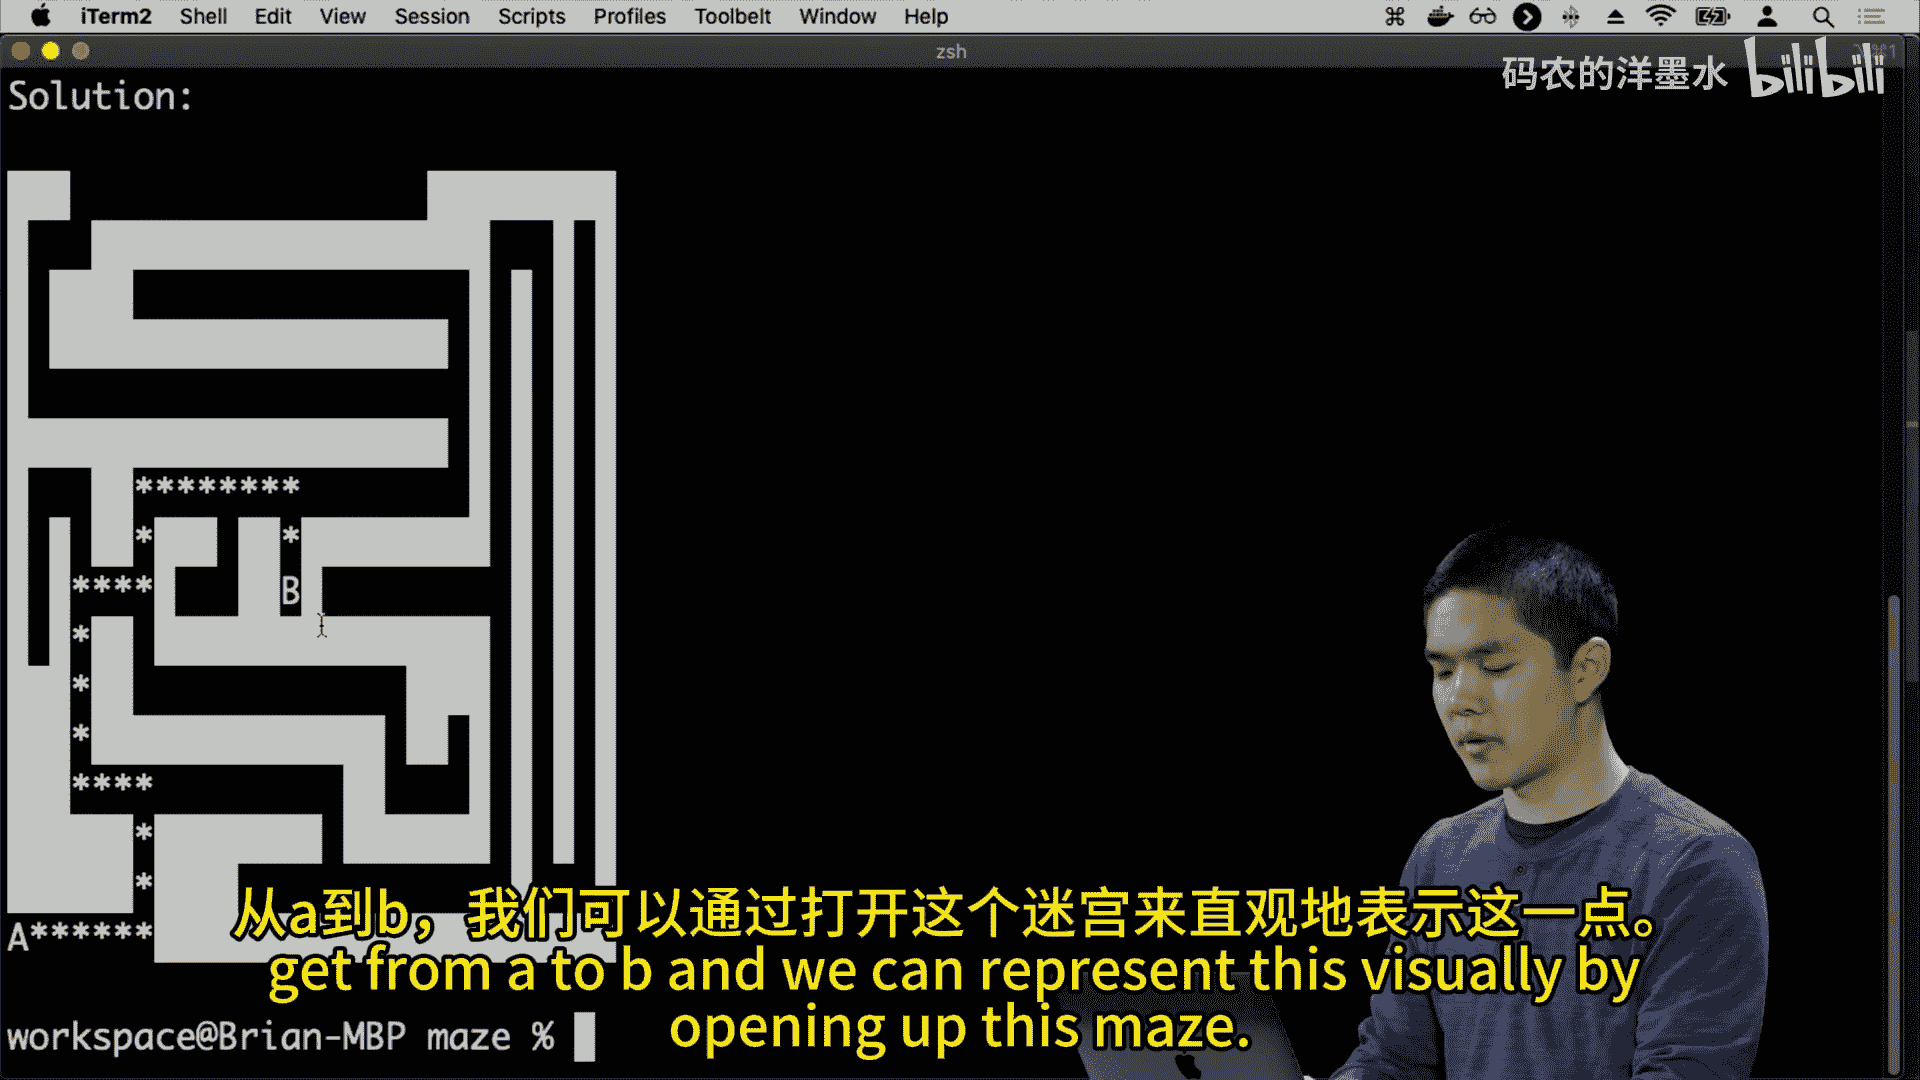 iTerm2 Shell Edit View Session Scripts Profiles Toolbelt Window Help
zsh
码农的洋墨水 bilibili
Solution:
********
* *
**** B
*
*
*
****
*
*
A******
从a到b，我们可以通过打开这个迷宫来直观地表示这一点。
get from a to b and we can represent this visually by
opening up this maze.
workspace@Brian-MBP maze %